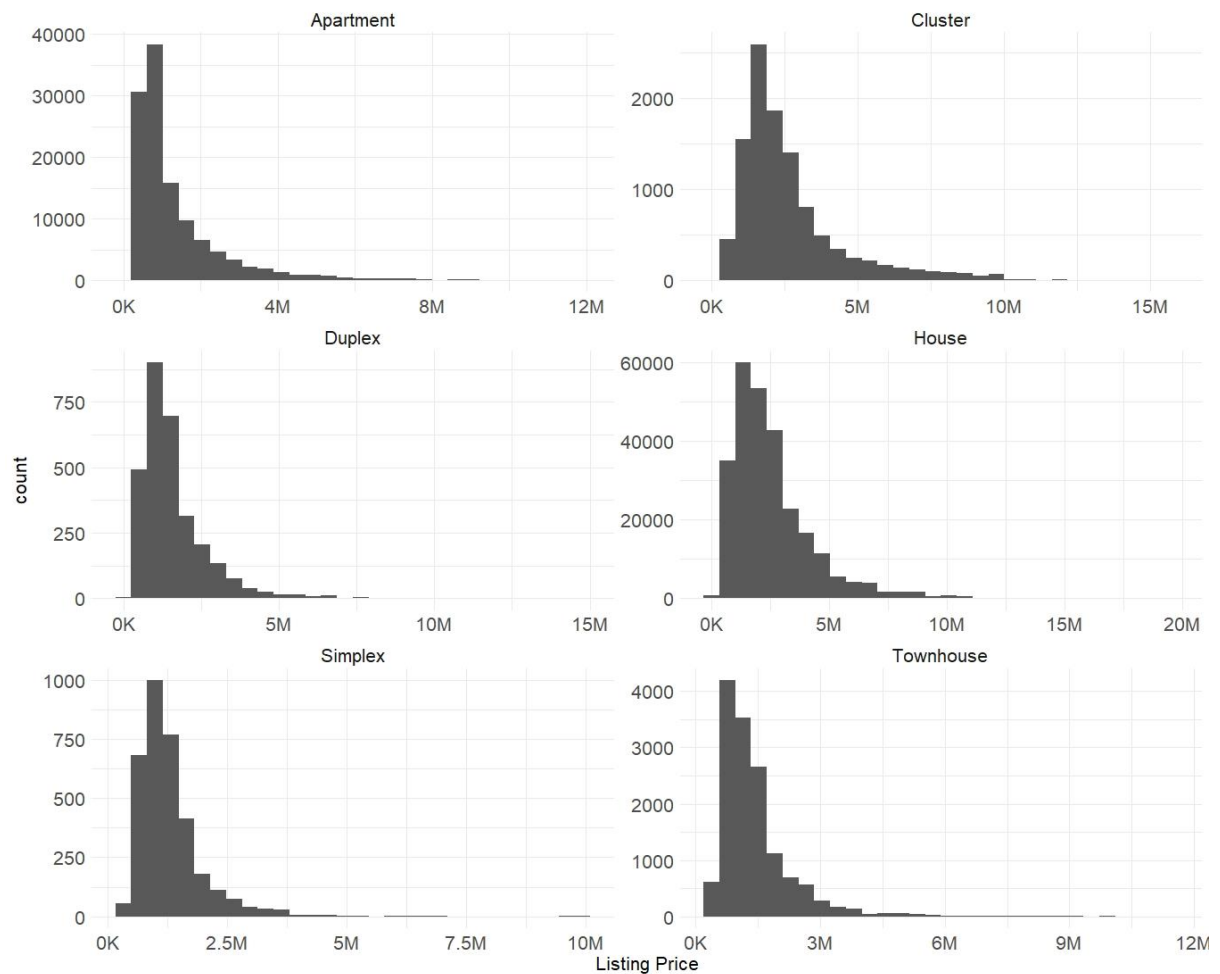 Apartment
40000
30000
20000
10000
0
0K 4M 8M 12M
Cluster
2000
1000
0
0K 5M 10M 15M
Duplex
750
500
250
0
0K 5M 10M 15M
House
60000
40000
20000
0
0K 5M 10M 15M 20M
count
Simplex
1000
750
500
250
0
0K 2.5M 5M 7.5M 10M
Townhouse
4000
3000
2000
1000
0
0K 3M 6M 9M 12M
Listing Price